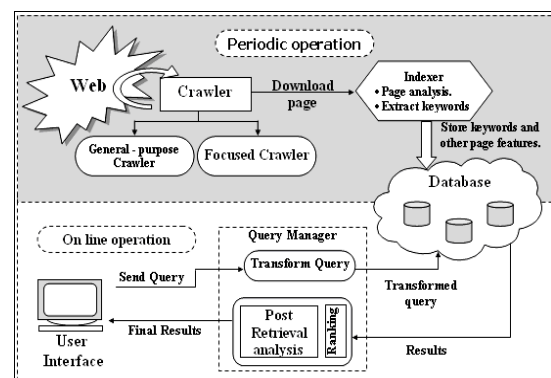 Periodic operation
Web
Crawler
Download
page
Indexer
• Page analysis.
• Extract keywords
General - purpose
Crawler
Focused Crawler
Store keywords and
other page features.
Database
On line operation
Query Manager
Send Query
Transform Query
Transformed
query
User
Interface
Final Results
Post
Retrieval
analysis
Ranking
Results